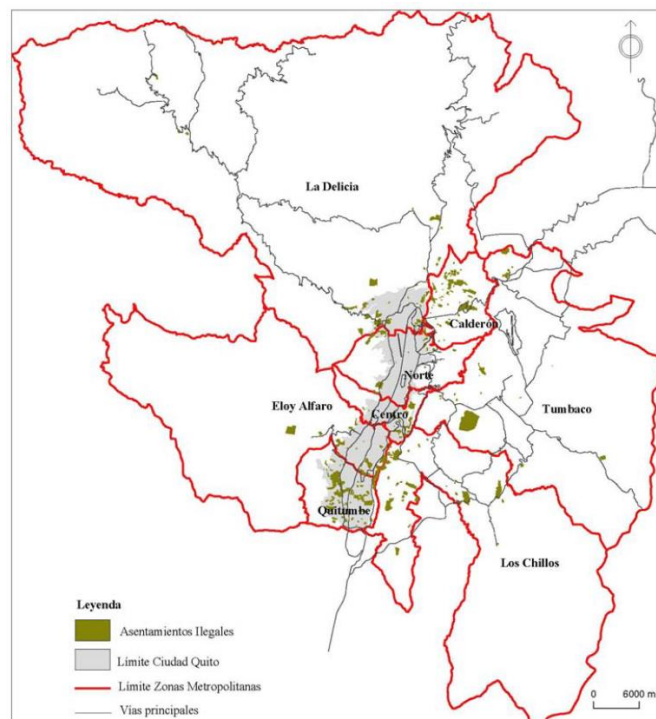 La Delicia
Calderón
Norte
Eloy Alfaro
Centro
Tumbaco
Quitumbe
Los Chillos
Leyenda
Asentamientos Ilegales
Límite Ciudad Quito
Límite Zonas Metropolitanas
Vías principales
0 6000 m